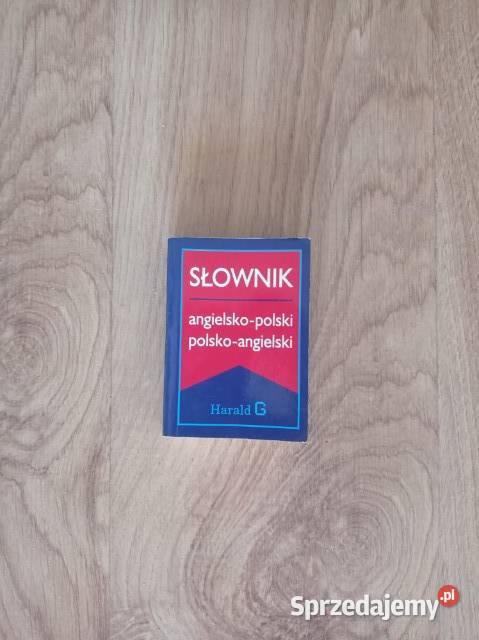 SŁOWNIK
angielsko-polski
polsko-angielski
Harald G
Sprzedajemy.pl